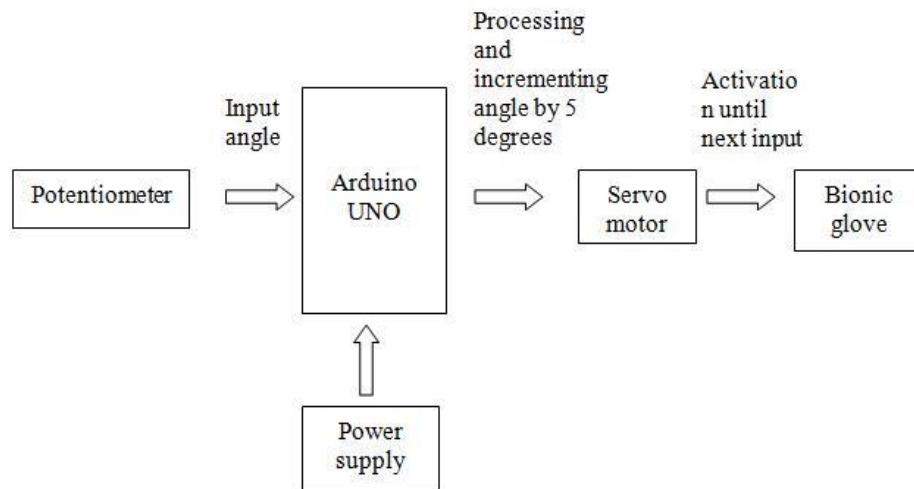 Processing
and
incrementing
angle by 5
degrees
Activatio
n until
next input
Input
angle
Potentiometer
Arduino
UNO
Servo
motor
Bionic
glove
Power
supply